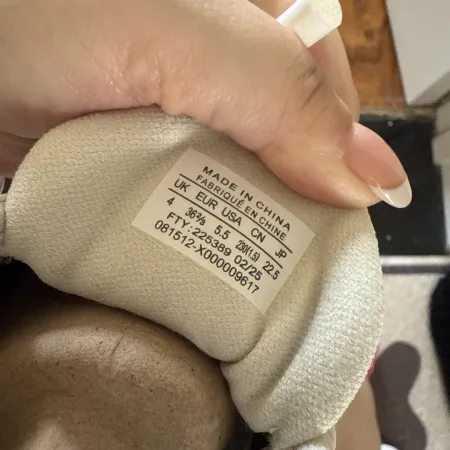 MADE IN CHINA
FABRIQUÉ EN CHINE
UK EUR USA CN JP
4 36⅔ 5.5 230(1.5) 22.5
FTY: 225389 02/25
081512-X000009617